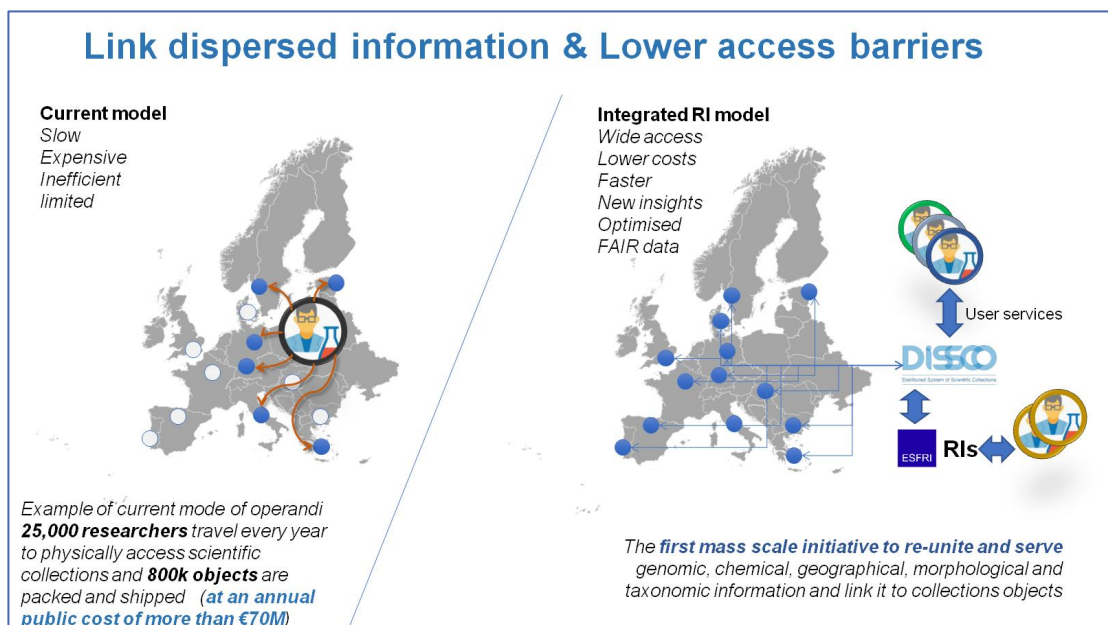 Link dispersed information & Lower access barriers
Current model
Slow
Expensive
Inefficient
limited
Example of current mode of operandi
25,000 researchers travel every year
to physically access scientific
collections and 800k objects are
packed and shipped (at an annual
public cost of more than €70M)
Integrated RI model
Wide access
Lower costs
Faster
New insights
Optimised
FAIR data
User services
DISSCO
Distributed System of Scientific Collections
ESFRI
RIs
The first mass scale initiative to re-unite and serve
genomic, chemical, geographical, morphological and
taxonomic information and link it to collections objects